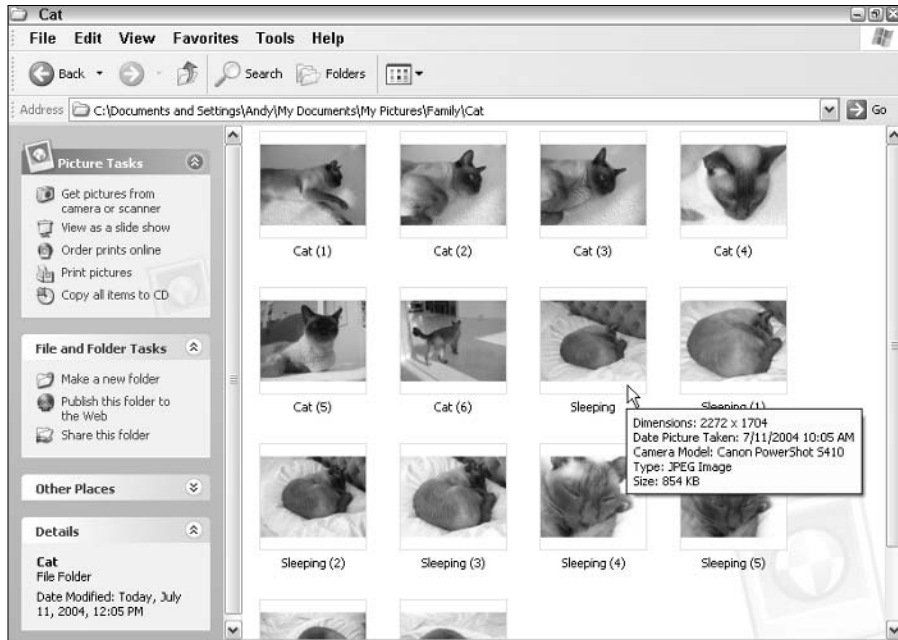 Cat
File Edit View Favorites Tools Help
Back Search Folders
Address C:\Documents and Settings\Andy\My Documents\My Pictures\Family\Cat Go
Picture Tasks
Get pictures from
camera or scanner
View as a slide show
Order prints online
Print pictures
Copy all items to CD
File and Folder Tasks
Make a new folder
Publish this folder to
the Web
Share this folder
Other Places
Details
Cat
File Folder
Date Modified: Today, July
11, 2004, 12:05 PM
Cat (1) Cat (2) Cat (3) Cat (4)
Cat (5) Cat (6) Sleeping Sleeping (1)
Dimensions: 2272 x 1704
Date Picture Taken: 7/11/2004 10:05 AM
Camera Model: Canon PowerShot S410
Type: JPEG Image
Size: 854 KB
Sleeping (2) Sleeping (3) Sleeping (4) Sleeping (5)